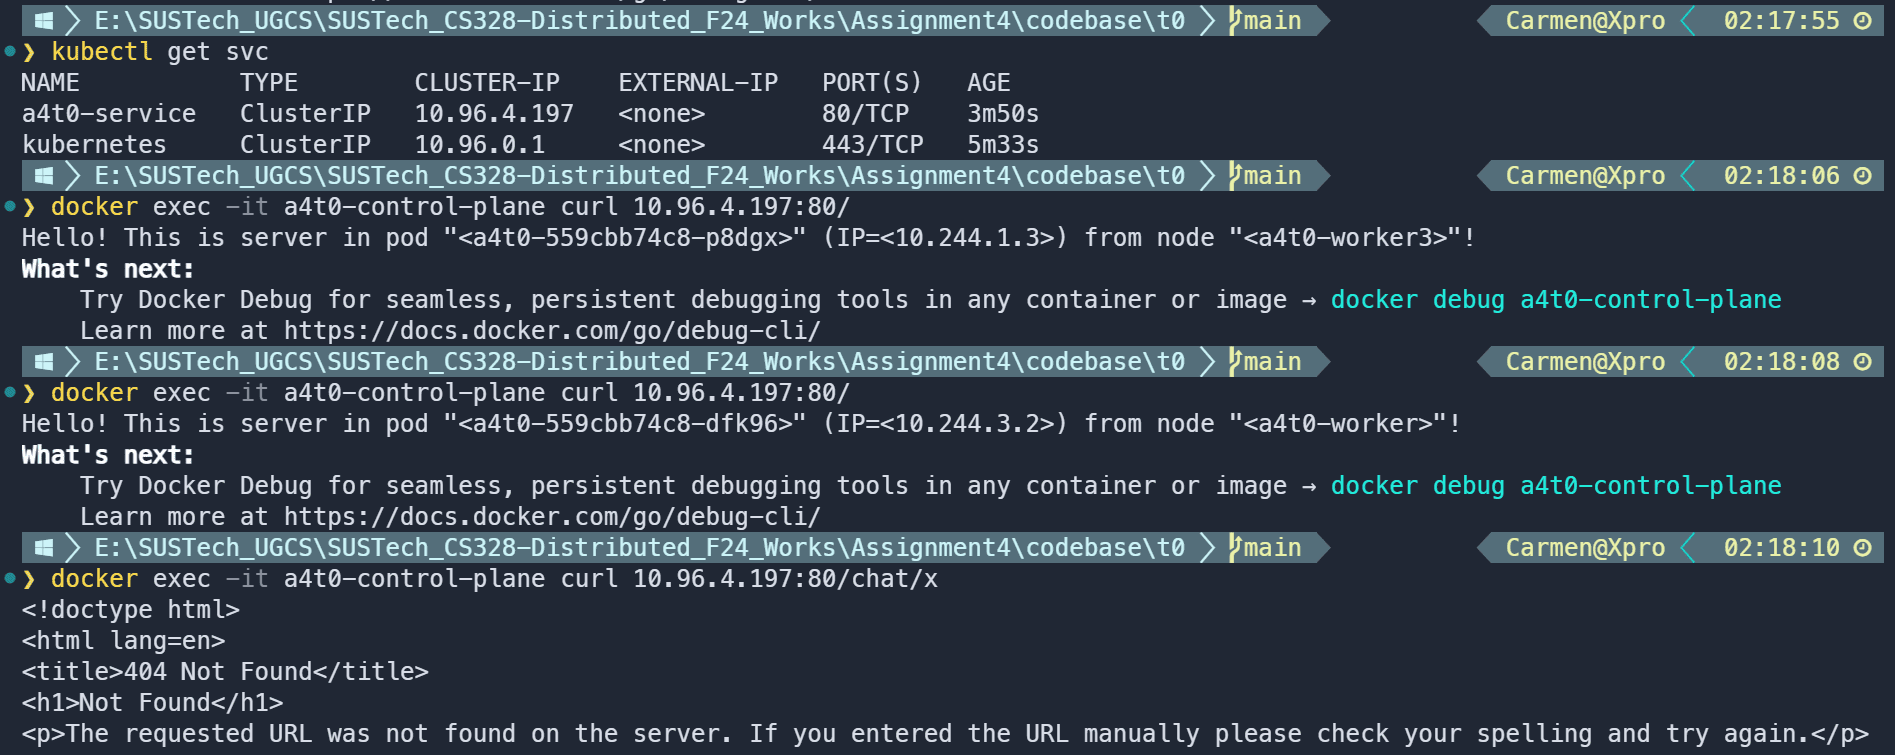 E:\SUSTech_UGCS\SUSTech_CS328-Distributed_F24_Works\Assignment4\codebase\t0 main Carmen@Xpro 02:17:55
❯ kubectl get svc
NAME TYPE CLUSTER-IP EXTERNAL-IP PORT(S) AGE
a4t0-service ClusterIP 10.96.4.197 <none> 80/TCP 3m50s
kubernetes ClusterIP 10.96.0.1 <none> 443/TCP 5m33s
E:\SUSTech_UGCS\SUSTech_CS328-Distributed_F24_Works\Assignment4\codebase\t0 main Carmen@Xpro 02:18:06
❯ docker exec -it a4t0-control-plane curl 10.96.4.197:80/
Hello! This is server in pod "<a4t0-559cbb74c8-p8dgx>" (IP=<10.244.1.3>) from node "<a4t0-worker3>"!
What's next:
Try Docker Debug for seamless, persistent debugging tools in any container or image → docker debug a4t0-control-plane
Learn more at https://docs.docker.com/go/debug-cli/
E:\SUSTech_UGCS\SUSTech_CS328-Distributed_F24_Works\Assignment4\codebase\t0 main Carmen@Xpro 02:18:08
❯ docker exec -it a4t0-control-plane curl 10.96.4.197:80/
Hello! This is server in pod "<a4t0-559cbb74c8-dfk96>" (IP=<10.244.3.2>) from node "<a4t0-worker>"!
What's next:
Try Docker Debug for seamless, persistent debugging tools in any container or image → docker debug a4t0-control-plane
Learn more at https://docs.docker.com/go/debug-cli/
E:\SUSTech_UGCS\SUSTech_CS328-Distributed_F24_Works\Assignment4\codebase\t0 main Carmen@Xpro 02:18:10
❯ docker exec -it a4t0-control-plane curl 10.96.4.197:80/chat/x
<!doctype html>
<html lang=en>
<title>404 Not Found</title>
<h1>Not Found</h1>
<p>The requested URL was not found on the server. If you entered the URL manually please check your spelling and try again.</p>